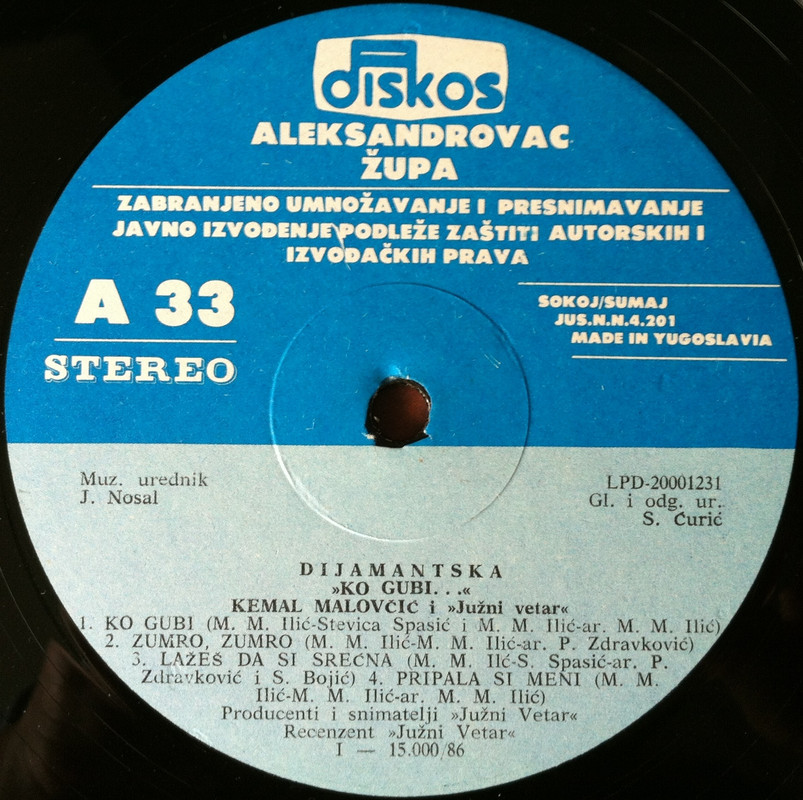 diskos
ALEKSANDROVAC
ŽUPA
ZABRANJENO UMNOŽAVANJE I PRESNIMAVANJE
JAVNO IZVOĐENJE PODLEŽE ZAŠTITI AUTORSKIH I
IZVOĐAČKIH PRAVA
A 33
STEREO
SOKOJ/SUMAJ
JUS.N.N.4.201
MADE IN YUGOSLAVIA
Muz. urednik
J. Nosal
LPD-20001231
Gl. i odg. ur.
S. Ćurić
DIJAMANTSKA
»KO GUBI...«
KEMAL MALOVČIĆ i »Južni vetar«
1. KO GUBI (M. M. Ilić-Stevica Spasić i M. M. Ilić-ar. M. M. Ilić)
2. ZUMRO, ZUMRO (M. M. Ilić-M. M. Ilić-ar. P. Zdravković)
3. LAŽEŠ DA SI SREĆNA (M. M. Ilć-S. Spasić-ar. P.
Zdravković i S. Bojić) 4. PRIPALA SI MENI (M. M.
Ilić-M. M. Ilić-ar. M. M. Ilić)
Producenti i snimatelji »Južni Vetar«
Recenzent »Južni Vetar«
I — 15.000/86